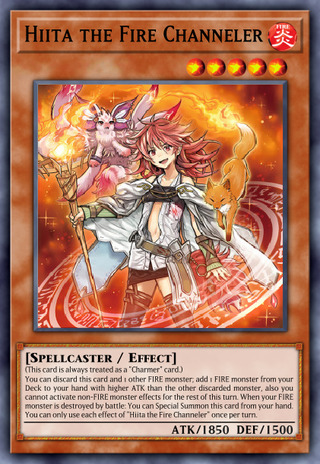 Hiita the Fire Channeler
FIRE
炎
[Spellcaster / Effect]
(This card is always treated as a "Charmer" card.)
You can discard this card and 1 other FIRE monster; add 1 FIRE monster from your
Deck to your hand with higher ATK than the other discarded monster, also you
cannot activate non-FIRE monster effects for the rest of this turn. When your FIRE
monster is destroyed by battle: You can Special Summon this card from your hand.
You can only use each effect of "Hiita the Fire Channeler" once per turn.
ATK/1850 DEF/1500